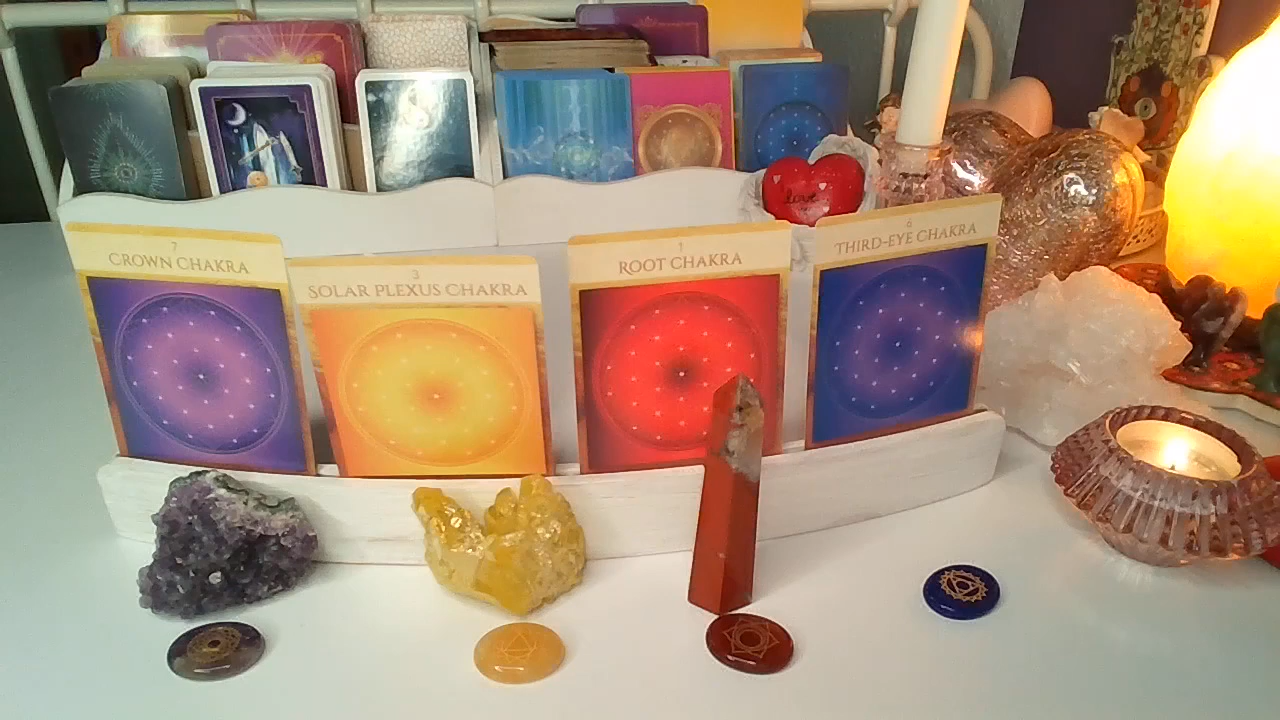 love
7
CROWN CHAKRA
3
SOLAR PLEXUS CHAKRA
1
ROOT CHAKRA
6
THIRD-EYE CHAKRA